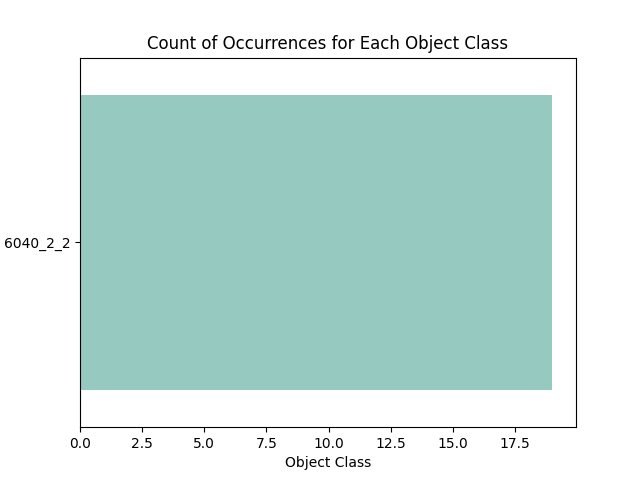 Count of Occurrences for Each Object Class
6040_2_2
0.0 2.5 5.0 7.5 10.0 12.5 15.0 17.5
Object Class